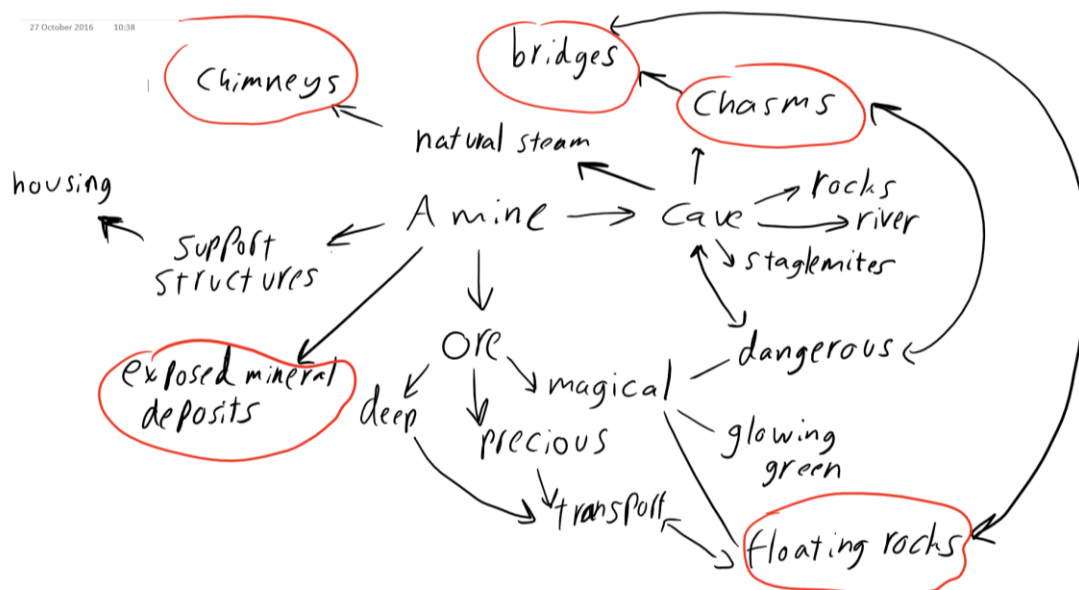 27 October 2016 10:38
Chimneys
bridges
Chasms
natural steam
housing
A mine
Cave
rocks
river
staglemites
support
structures
exposed mineral
deposits
Ore
deep
precious
magical
dangerous
glowing
green
transport
floating rocks